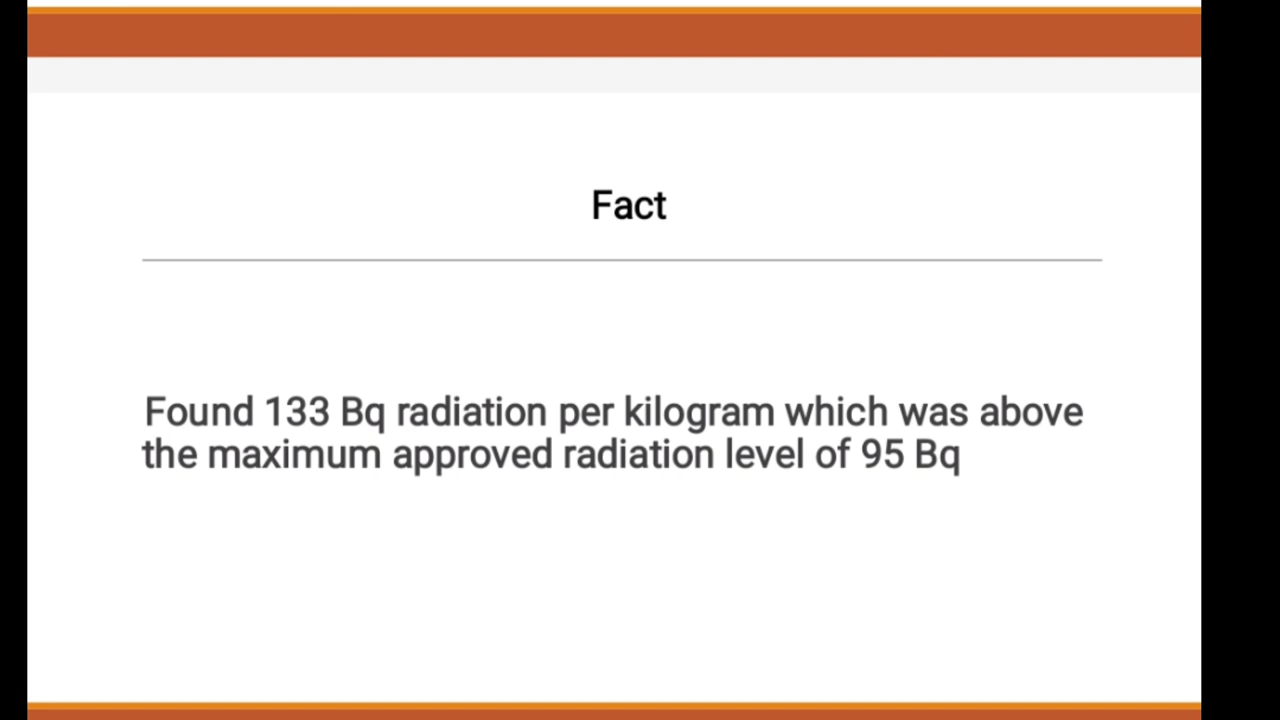 Fact
Found 133 Bq radiation per kilogram which was above
the maximum approved radiation level of 95 Bq